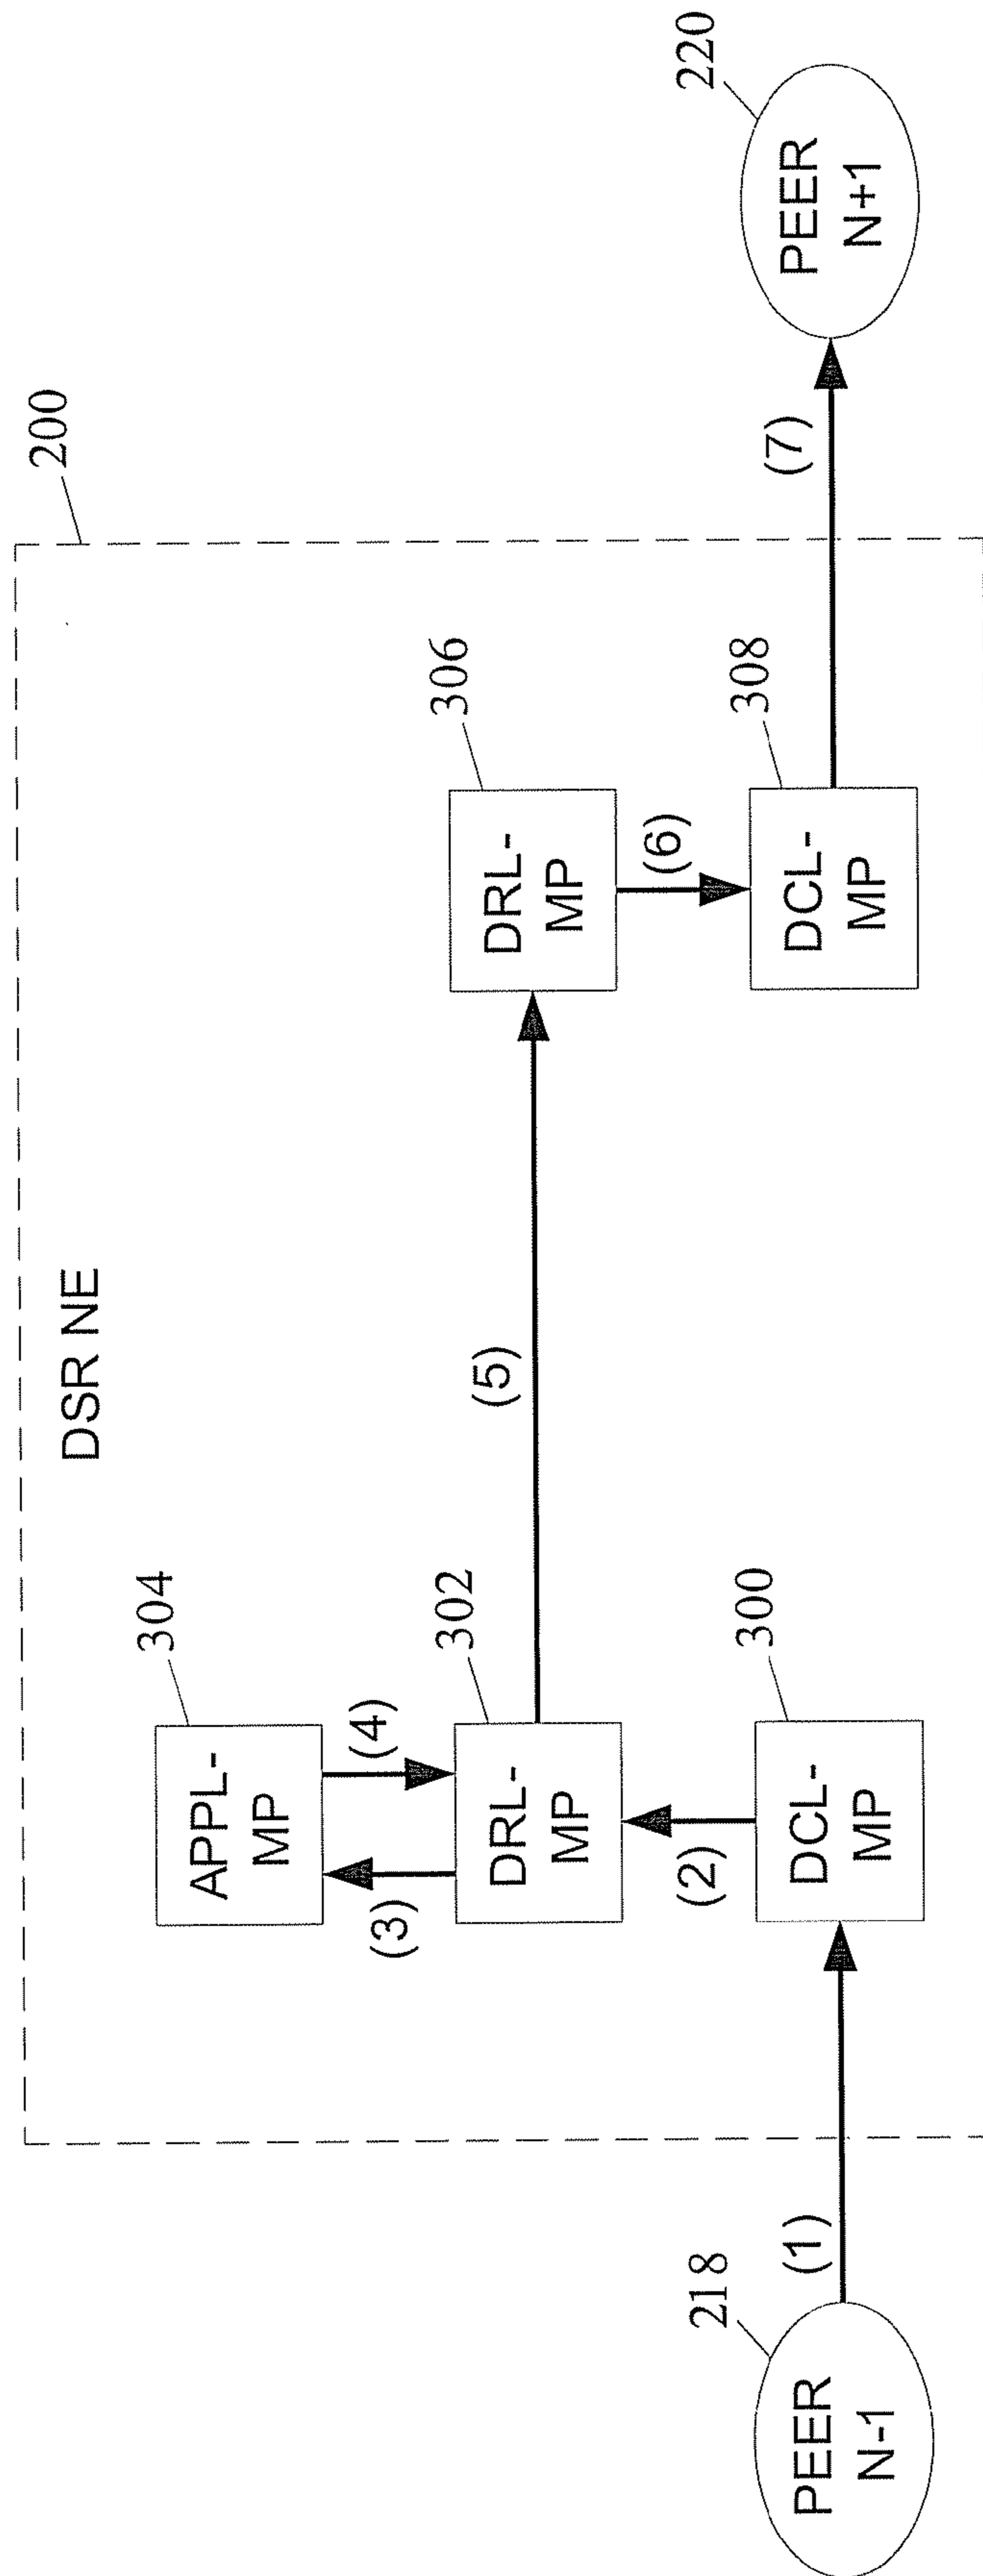 200
DSR NE
304
APPL-
MP
(3)
(4)
302
DRL-
MP
(5)
306
DRL-
MP
(2)
(6)
300
DCL-
MP
308
DCL-
MP
218
PEER
N-1
(1)
(7)
220
PEER
N+1